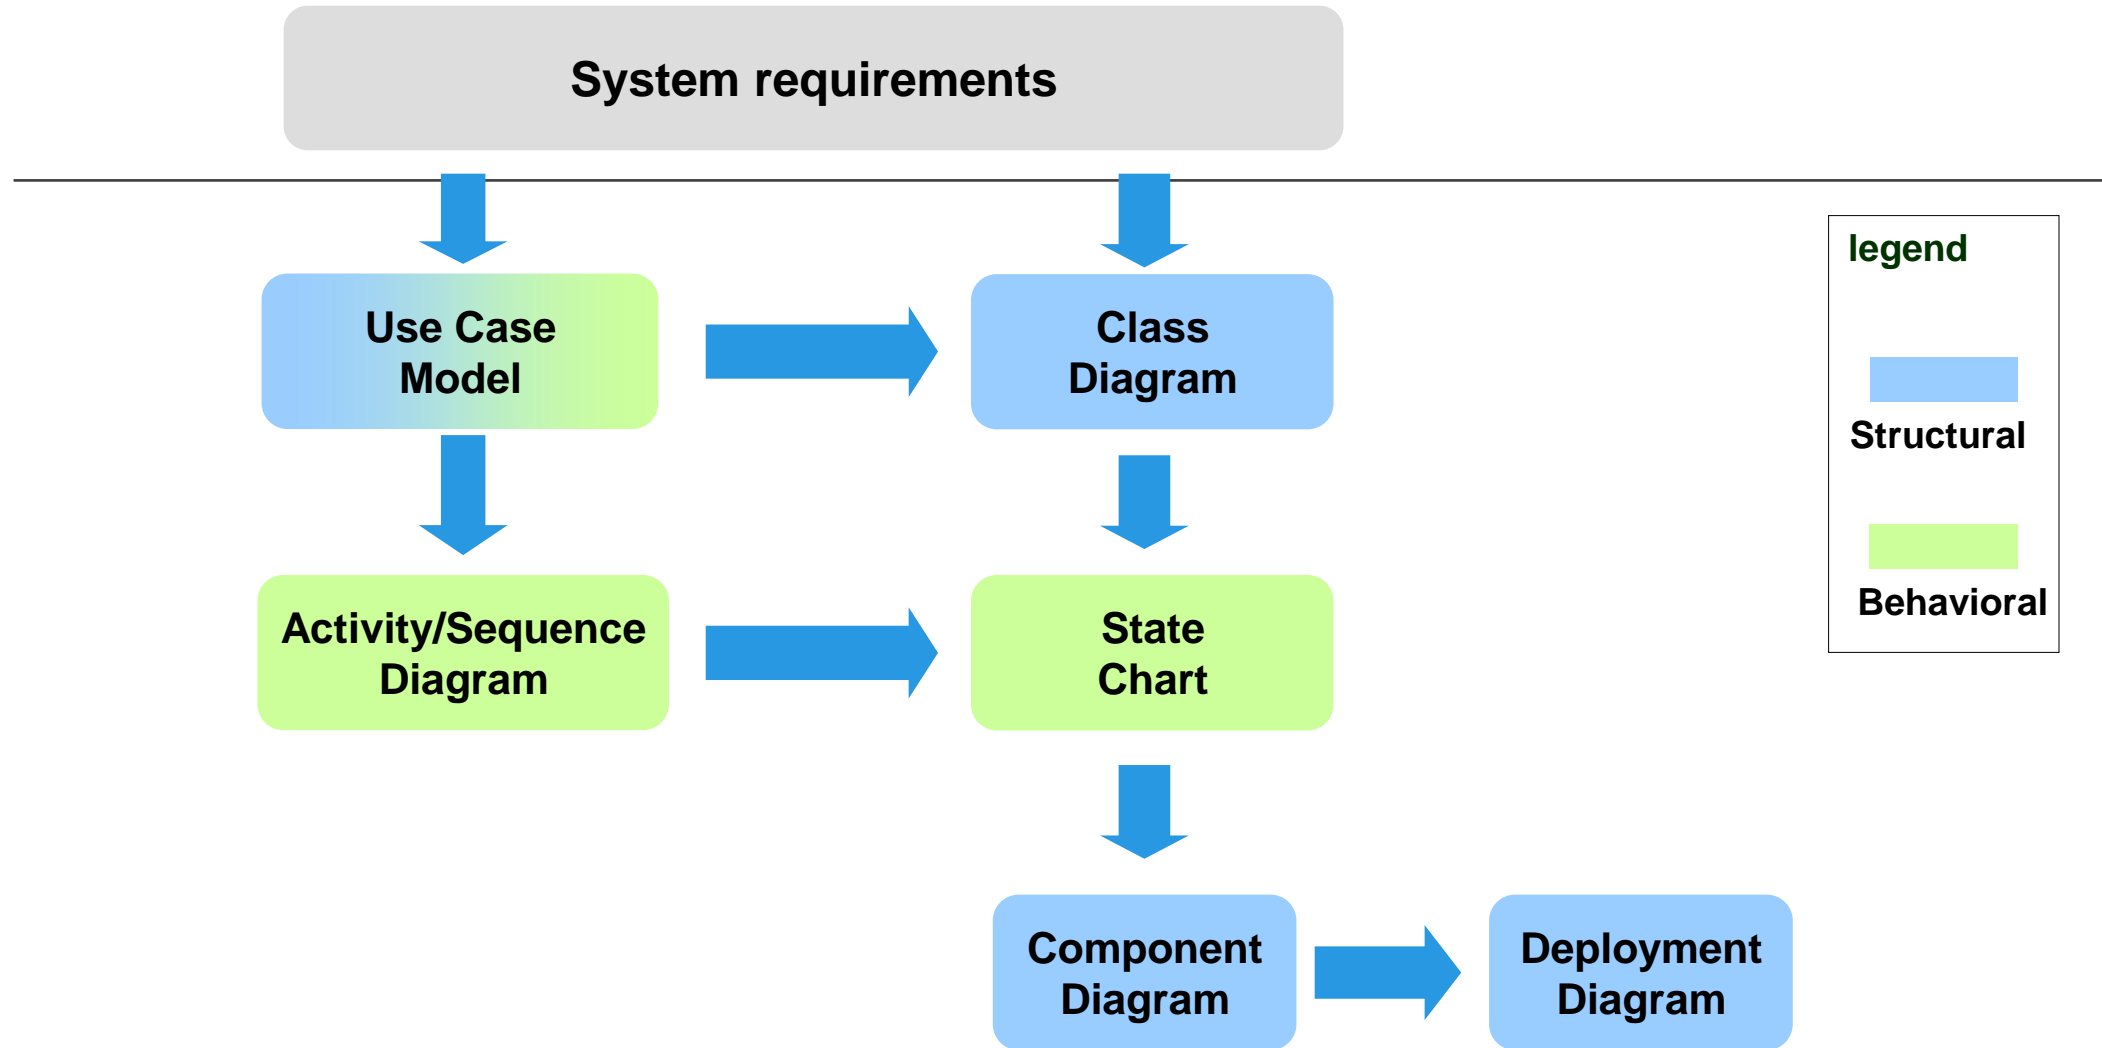 System requirements
Use Case
Model
Class
Diagram
legend
Structural
Behavioral
Activity/Sequence
Diagram
State
Chart
Component
Diagram
Deployment
Diagram